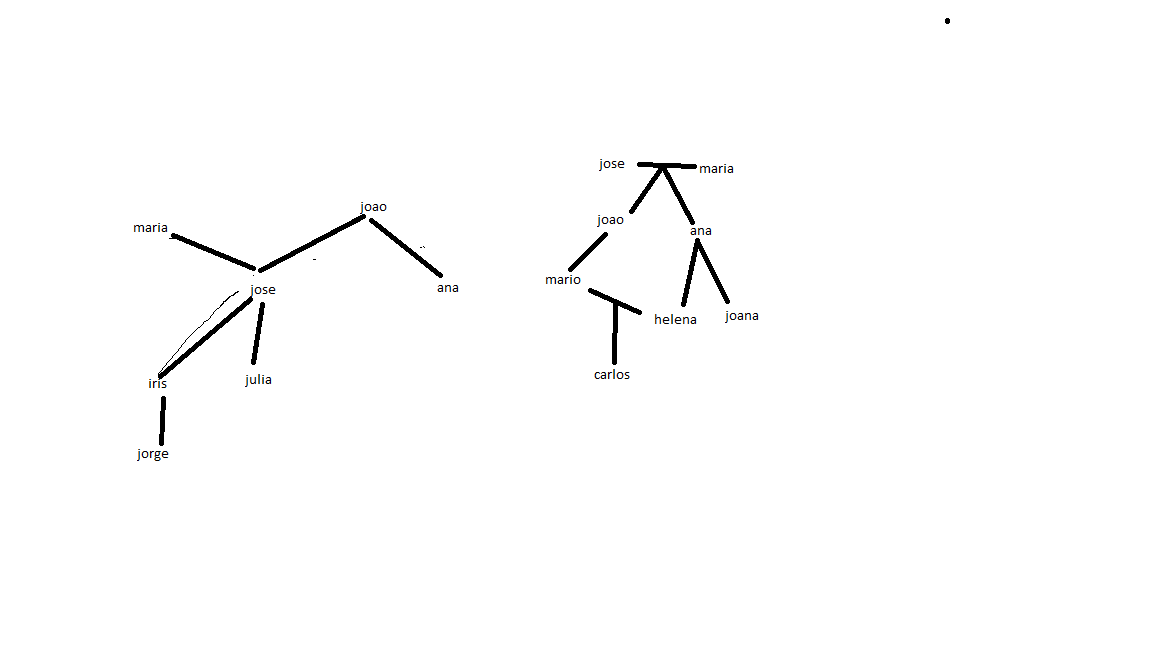 maria
joao
jose
ana
iris
julia
jorge
jose
maria
joao
ana
mario
helena
joana
carlos